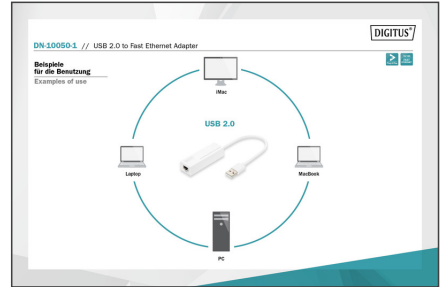 DIGITUS®
DN-10050-1 // USB 2.0 to Fast Ethernet Adapter
Beispiele
für die Benutzung
Examples of use
iMac
USB 2.0
Laptop
MacBook
PC